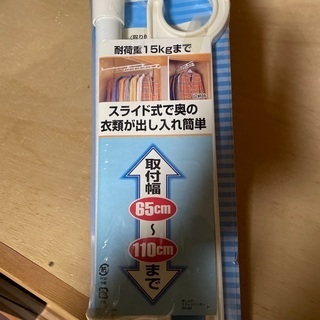 耐荷重15kgまで
スライド式で奥の
衣類が出し入れ簡単
取付幅
65cm
〜
110cm
まで